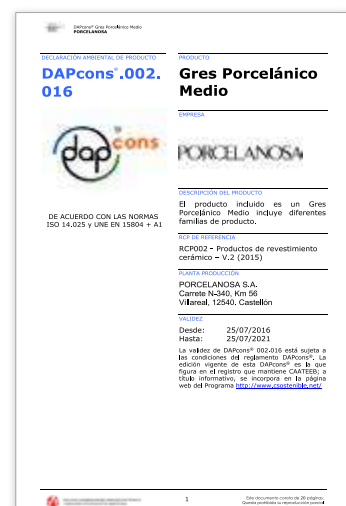 DAPcons® Gres Porcelánico Medio
PORCELANOSA
DECLARACIÓN AMBIENTAL DE PRODUCTO
DAPcons®.002.
016
dap cons
®
DE ACUERDO CON LAS NORMAS
ISO 14.025 y UNE EN 15804 + A1
PRODUCTO
Gres Porcelánico
Medio
EMPRESA
PORCELANOSA
DESCRIPCIÓN DEL PRODUCTO
El producto incluido es un Gres
Porcelánico Medio incluye diferentes
familias de producto.
RCP DE REFERENCIA
RCP002 - Productos de revestimiento
cerámico – V.2 (2015)
PLANTA PRODUCCIÓN
PORCELANOSA S.A.
Carrete N-340, Km 56
Villareal, 12540. Castellón
VALIDEZ
Desde: 25/07/2016
Hasta: 25/07/2021
La validez de DAPcons® 002.016 está sujeta a
las condiciones del reglamento DAPcons®. La
edición vigente de esta DAPcons® es la que
figura en el registro que mantiene CAATEEB; a
título informativo, se incorpora en la página
web del Programa http://www.csostenible.net/
1
Este documento consta de 20 páginas.
Queda prohibida su reproducción parcial